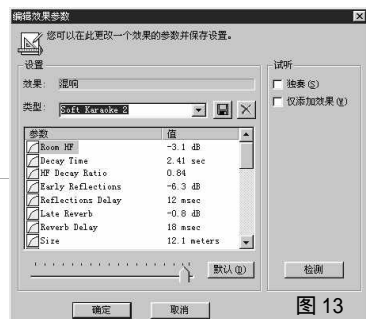 编辑效果参数
您可以在此更改一个效果的参数并保存设置。
设置
效果: 混响
类型: Soft Karaoke 2
参数 值
Room HF -3.1 dB
Decay Time 2.41 sec
HF Decay Ratio 0.84
Early Reflections -6.3 dB
Reflections Delay 12 msec
Late Reverb -0.8 dB
Reverb Delay 18 msec
Size 12.1 meters
默认(D)
试听
独奏(S)
仅添加效果(W)
检测
确定 取消
图 13